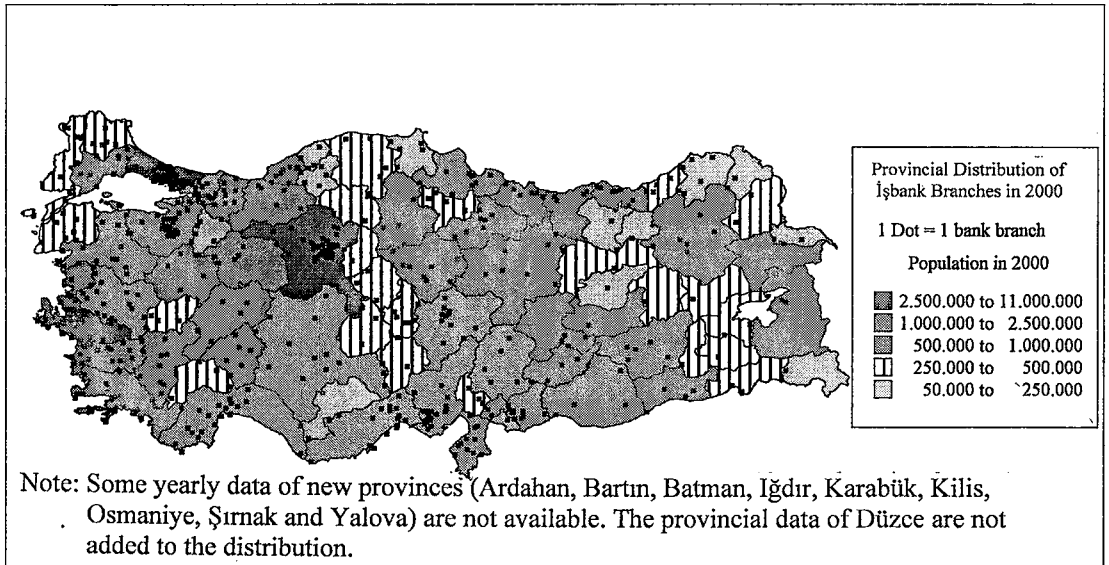 Provincial Distribution of
İşbank Branches in 2000
1 Dot = 1 bank branch
Population in 2000
2.500.000 to 11.000.000
1.000.000 to 2.500.000
500.000 to 1.000.000
250.000 to 500.000
50.000 to 250.000
Note: Some yearly data of new provinces (Ardahan, Bartın, Batman, Iğdır, Karabük, Kilis,
Osmaniye, Şırnak and Yalova) are not available. The provincial data of Düzce are not
added to the distribution.